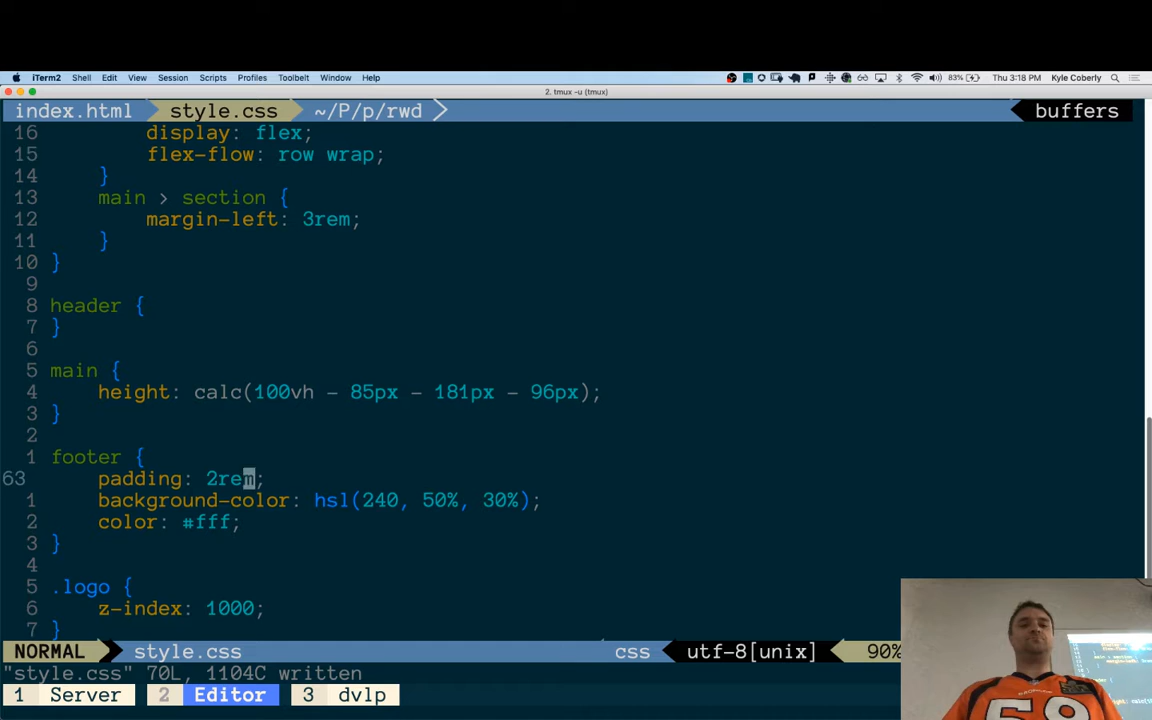 iTerm2 Shell Edit View Session Scripts Profiles Toolbelt Window Help 83% Thu 3:18 PM Kyle Coberly
2. tmux -u (tmux)
index.html style.css ~/P/p/rwd buffers
16 display: flex;
15 flex-flow: row wrap;
14 }
13 main > section {
12 margin-left: 3rem;
11 }
10 }
9
8 header {
7 }
6
5 main {
4 height: calc(100vh - 85px - 181px - 96px);
3 }
2
1 footer {
63 padding: 2rem;
1 background-color: hsl(240, 50%, 30%);
2 color: #fff;
3 }
4
5 .logo {
6 z-index: 1000;
7 }
NORMAL style.css css utf-8[unix] 90%
"style.css" 70L, 1104C written
1 Server 2 Editor 3 dvlp